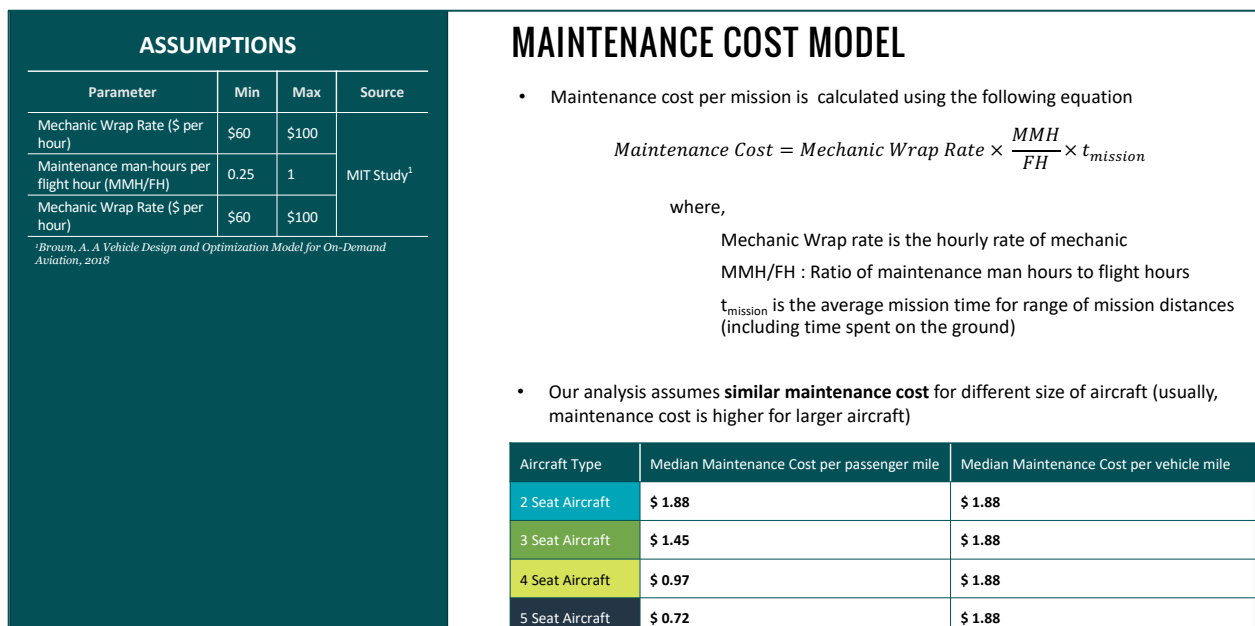 ASSUMPTIONS
Parameter Min Max Source
Mechanic Wrap Rate ($ per
hour) $60 $100
Maintenance man-hours per
flight hour (MMH/FH) 0.25 1 MIT Study¹
Mechanic Wrap Rate ($ per
hour) $60 $100
¹Brown, A. A Vehicle Design and Optimization Model for On-Demand
Aviation, 2018
MAINTENANCE COST MODEL
• Maintenance cost per mission is calculated using the following equation
Maintenance Cost = Mechanic Wrap Rate × MMH/FH × t_mission
where,
Mechanic Wrap rate is the hourly rate of mechanic
MMH/FH : Ratio of maintenance man hours to flight hours
t_mission is the average mission time for range of mission distances
(including time spent on the ground)
• Our analysis assumes similar maintenance cost for different size of aircraft (usually,
maintenance cost is higher for larger aircraft)
Aircraft Type Median Maintenance Cost per passenger mile Median Maintenance Cost per vehicle mile
2 Seat Aircraft $ 1.88 $ 1.88
3 Seat Aircraft $ 1.45 $ 1.88
4 Seat Aircraft $ 0.97 $ 1.88
5 Seat Aircraft $ 0.72 $ 1.88